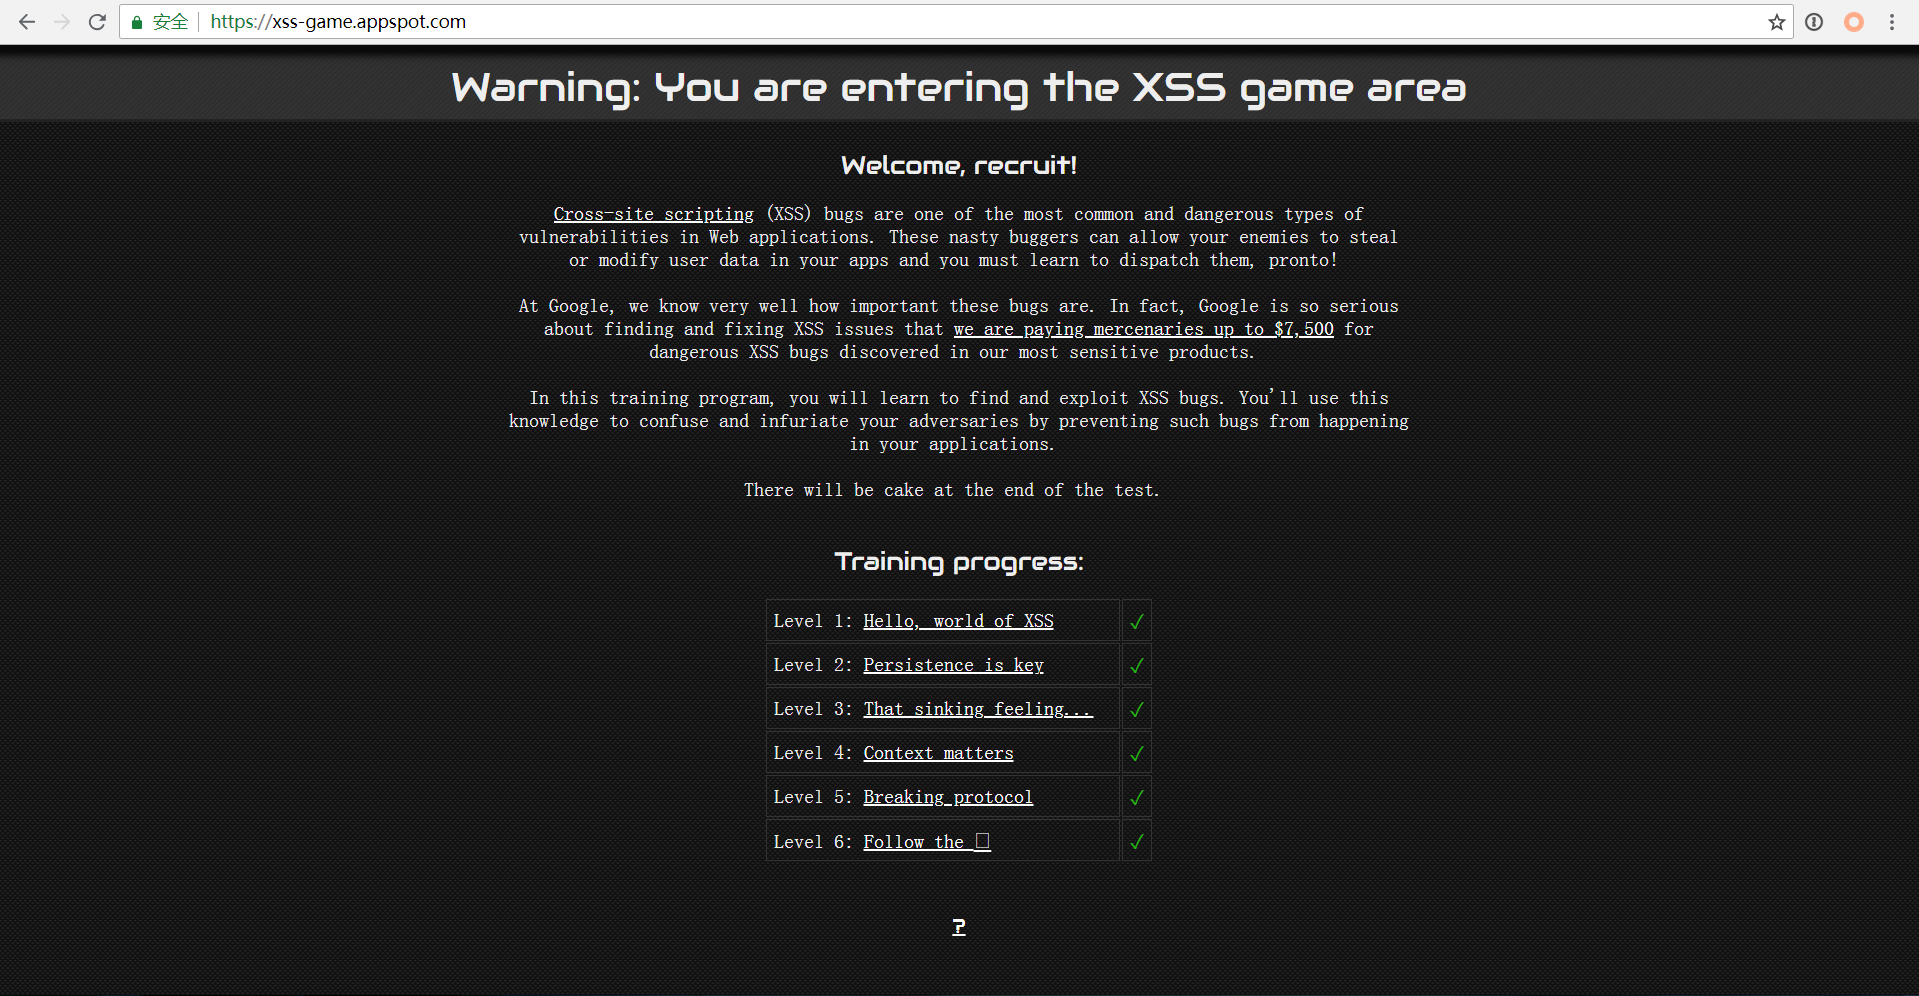 安全 https://xss-game.appspot.com
Warning: You are entering the XSS game area
Welcome, recruit!
Cross-site scripting (XSS) bugs are one of the most common and dangerous types of
vulnerabilities in Web applications. These nasty buggers can allow your enemies to steal
or modify user data in your apps and you must learn to dispatch them, pronto!
At Google, we know very well how important these bugs are. In fact, Google is so serious
about finding and fixing XSS issues that we are paying mercenaries up to $7,500 for
dangerous XSS bugs discovered in our most sensitive products.
In this training program, you will learn to find and exploit XSS bugs. You'll use this
knowledge to confuse and infuriate your adversaries by preventing such bugs from happening
in your applications.
There will be cake at the end of the test.
Training progress:
Level 1: Hello, world of XSS ✓
Level 2: Persistence is key ✓
Level 3: That sinking feeling... ✓
Level 4: Context matters ✓
Level 5: Breaking protocol ✓
Level 6: Follow the □ ✓
?